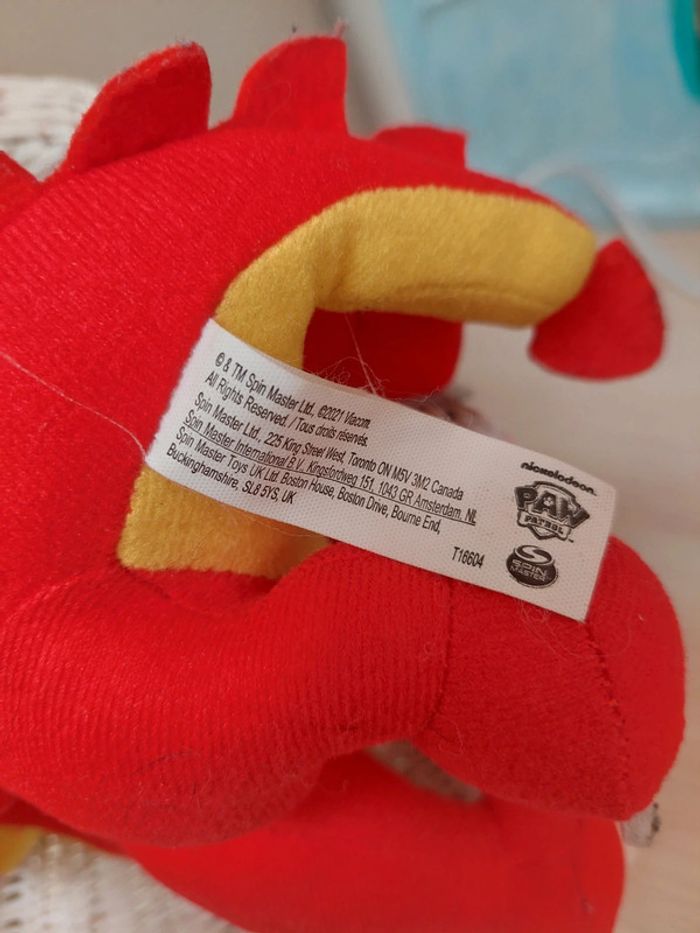 © & TM Spin Master Ltd., ©2021 Viacom.
All Rights Reserved. / Tous droits réservés.
Spin Master Ltd., 225 King Street West, Toronto ON M5V 3M2 Canada
Spin Master International B.V., Kingsfordweg 151, 1043 GR Amsterdam, NL
Spin Master Toys UK Ltd. Boston House, Boston Drive, Bourne End,
Buckinghamshire, SL8 5YS, UK
T16604
nickelodeon
PAW
PATROL
SPIN
MASTER